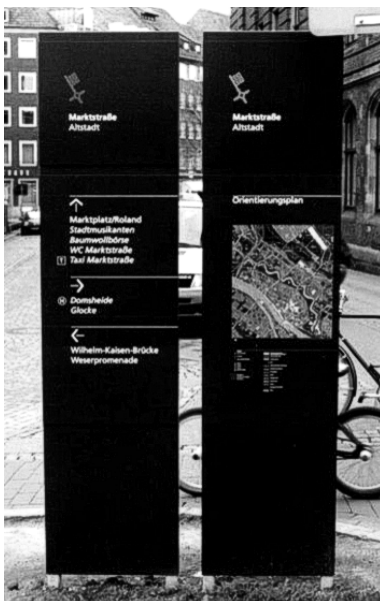 Marktstraße
Altstadt
Marktplatz/Roland
Stadtmusikanten
Baumwollbörse
WC Marktstraße
T Taxi Marktstraße
H Domsheide
Glocke
Wilhelm-Kaisen-Brücke
Weserpromenade
Marktstraße
Altstadt
Orientierungsplan